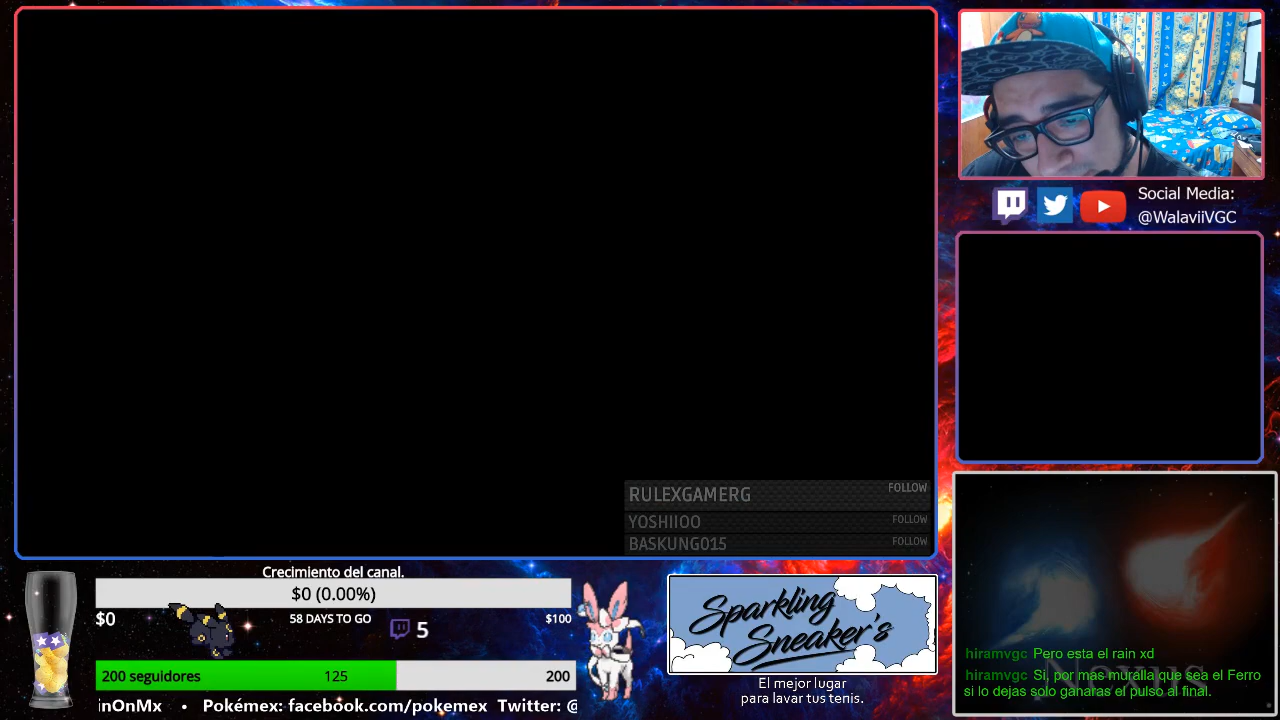 Social Media:
@WalaviiVGC
RULEXGAMERG FOLLOW
YOSHIIOO FOLLOW
BASKUNG015 FOLLOW
Crecimiento del canal.
$0 (0.00%)
$0 58 DAYS TO GO $100
5
200 seguidores 125 200
inOnMx • Pokémex: facebook.com/pokemex Twitter: @
Sparkling
Sneaker's
El mejor lugar
para lavar tus tenis.
Nexus
hiramvgc Pero esta el rain xd
hiramvgc Si, por mas muralla que sea el Ferro
si lo dejas solo ganaras el pulso al final.